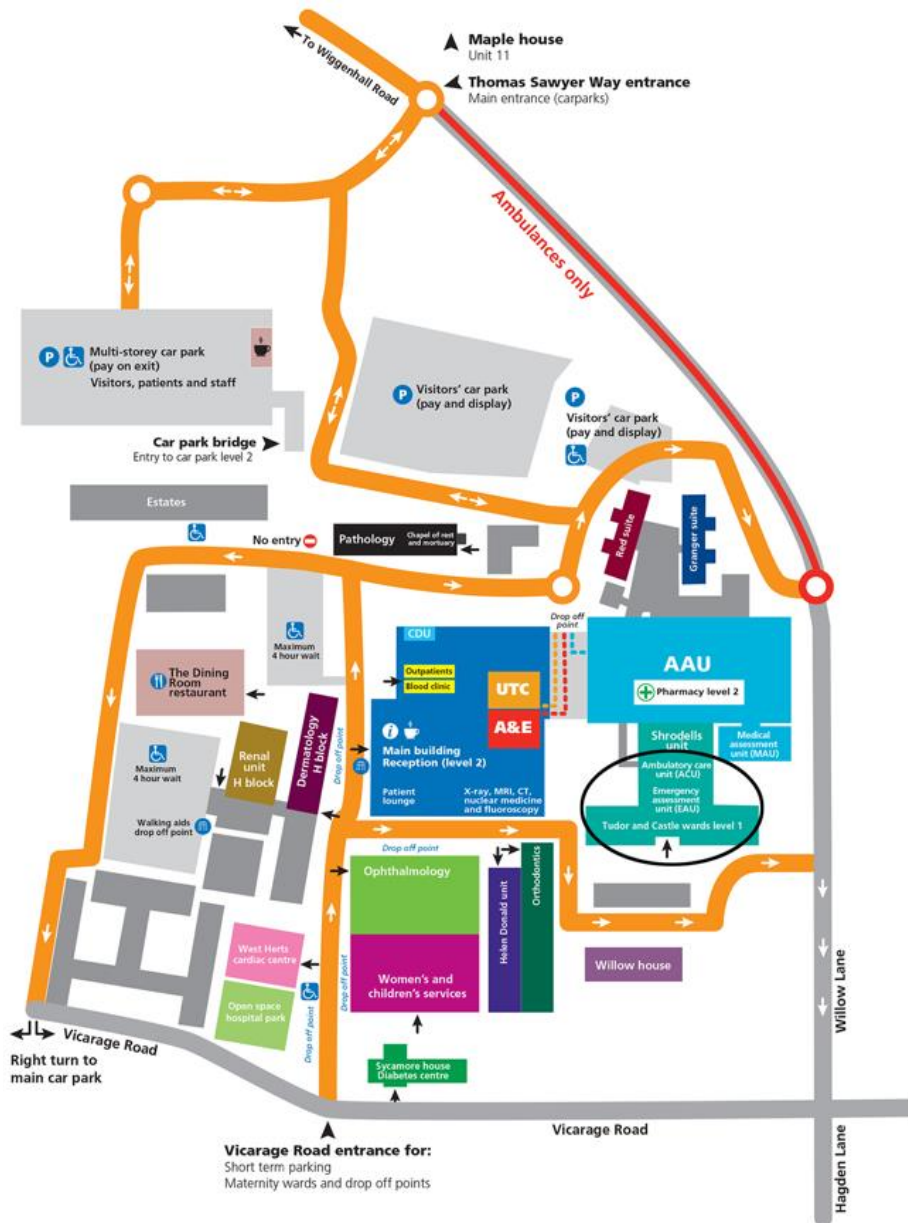 Maple house
Unit 11
To Wiggenhall Road
Thomas Sawyer Way entrance
Main entrance (carparks)
Ambulances only
P
Multi-storey car park
(pay on exit)
Visitors, patients and staff
P
Visitors' car park
(pay and display)
P
Visitors' car park
(pay and display)
Car park bridge
Entry to car park level 2
Estates
No entry
Pathology
Chapel of rest
and mortuary
Red suite
Granger suite
Maximum
4 hour wait
Drop off
point
CDU
Outpatients
Blood clinic
UTC
A&E
AAU
Pharmacy level 2
The Dining
Room
restaurant
Dermatology
H block
Drop off point
i
Main building
Reception (level 2)
Patient
lounge
X-ray, MRI, CT,
nuclear medicine
and fluoroscopy
Shrodells
unit
Medical
assessment
unit (MAU)
Ambulatory care
unit (ACU)
Emergency
assessment
unit (EAU)
Tudor and Castle wards level 1
Renal
unit
H block
Maximum
4 hour wait
Walking aids
drop off point
Drop off point
Ophthalmology
Helen Donald unit
Orthodontics
West Herts
cardiac centre
Open space
hospital park
Drop off point
Drop off point
Women's and
children's services
Willow house
Willow Lane
Vicarage Road
Right turn to
main car park
Sycamore house
Diabetes centre
Vicarage Road
Vicarage Road entrance for:
Short term parking
Maternity wards and drop off points
Hagden Lane